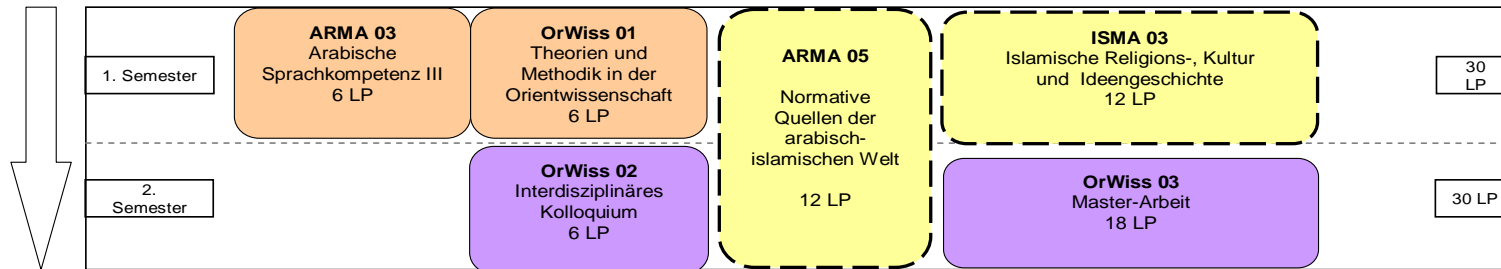 1. Semester
ARMA 03
Arabische
Sprachkompetenz III
6 LP
OrWiss 01
Theorien und
Methodik in der
Orientwissenschaft
6 LP
ARMA 05
Normative
Quellen der
arabisch-
islamischen Welt
12 LP
ISMA 03
Islamische Religions-, Kultur
und Ideengeschichte
12 LP
30
LP
2.
Semester
OrWiss 02
Interdisziplinäres
Kolloquium
6 LP
OrWiss 03
Master-Arbeit
18 LP
30 LP